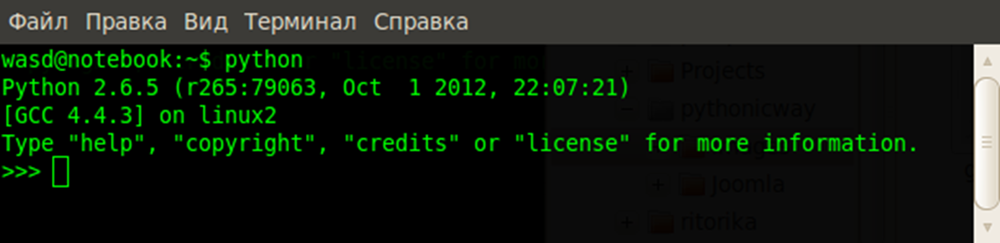 Файл Правка Вид Терминал Справка
wasd@notebook:~$ python
Python 2.6.5 (r265:79063, Oct  1 2012, 22:07:21)
[GCC 4.4.3] on linux2
Type "help", "copyright", "credits" or "license" for more information.
>>>
Projects
pythonicway
Joomla
ritorika